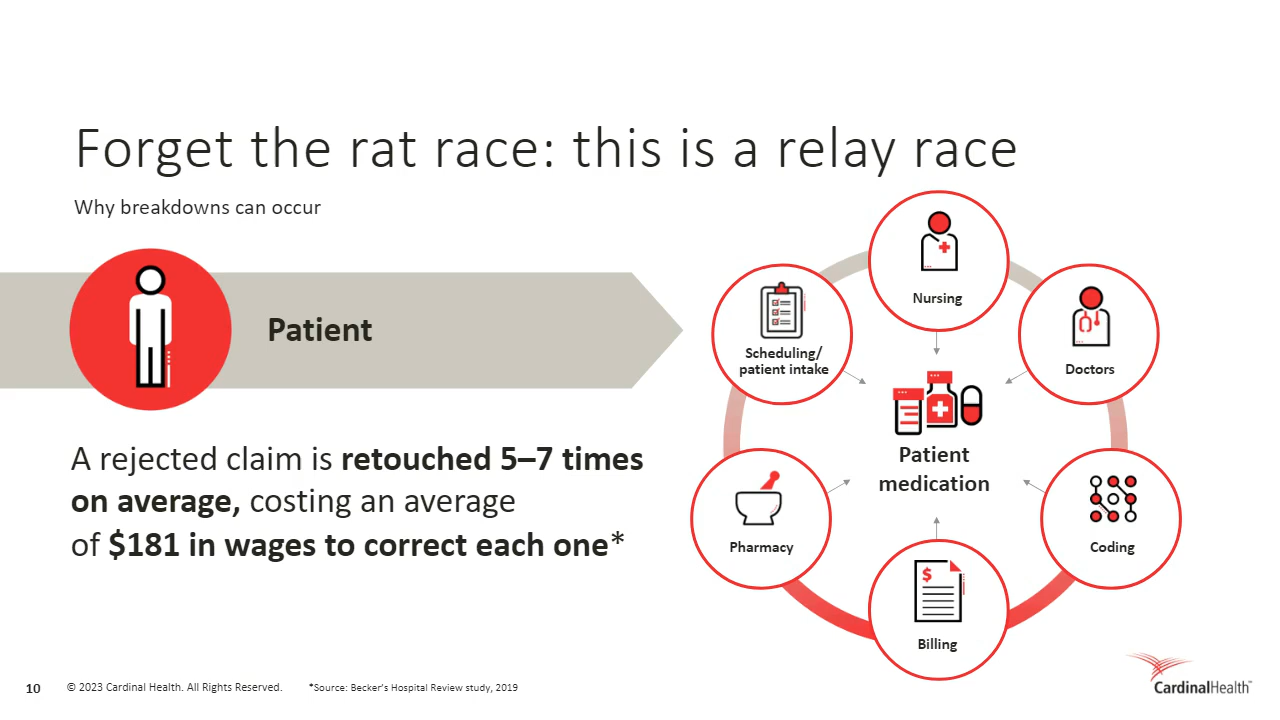 Forget the rat race: this is a relay race
Why breakdowns can occur
Patient
A rejected claim is retouched 5–7 times
on average, costing an average
of $181 in wages to correct each one*
Nursing
Doctors
Coding
$
Billing
Pharmacy
Scheduling/
patient intake
Patient
medication
10
© 2023 Cardinal Health. All Rights Reserved.
*Source: Becker's Hospital Review study, 2019
CardinalHealth™